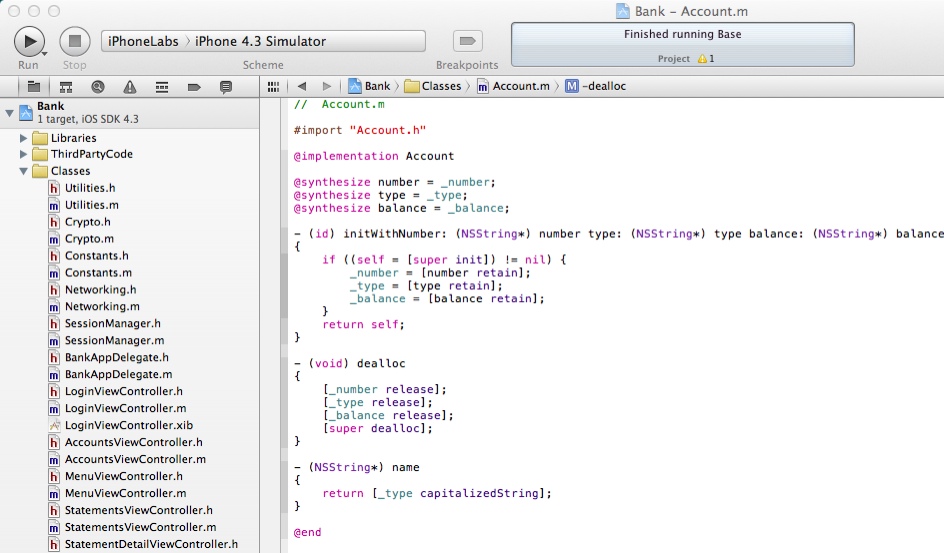 Bank – Account.m
iPhoneLabs › iPhone 4.3 Simulator
Finished running Base
Project 1
Run Stop Scheme Breakpoints
Bank › Classes › Account.m › M -dealloc
Bank
1 target, iOS SDK 4.3
Libraries
ThirdPartyCode
Classes
h Utilities.h
m Utilities.m
h Crypto.h
m Crypto.m
h Constants.h
m Constants.m
h Networking.h
m Networking.m
h SessionManager.h
m SessionManager.m
h BankAppDelegate.h
m BankAppDelegate.m
h LoginViewController.h
m LoginViewController.m
LoginViewController.xib
h AccountsViewController.h
m AccountsViewController.m
h MenuViewController.h
m MenuViewController.m
h StatementsViewController.h
m StatementsViewController.m
h StatementDetailViewController.h
//  Account.m
#import "Account.h"
@implementation Account
@synthesize number = _number;
@synthesize type = _type;
@synthesize balance = _balance;
- (id) initWithNumber: (NSString*) number type: (NSString*) type balance: (NSString*) balance
{
    if ((self = [super init]) != nil) {
        _number = [number retain];
        _type = [type retain];
        _balance = [balance retain];
    }
    return self;
}
- (void) dealloc
{
    [_number release];
    [_type release];
    [_balance release];
    [super dealloc];
}
- (NSString*) name
{
    return [_type capitalizedString];
}
@end